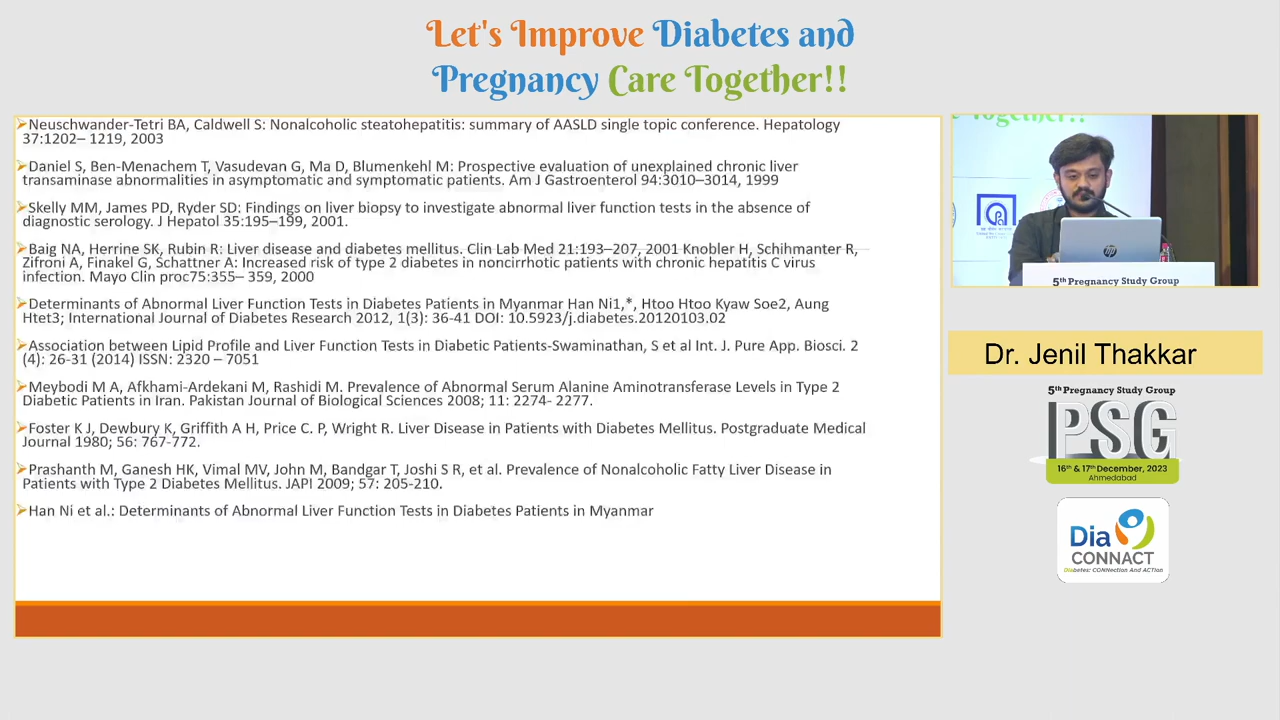 Let's Improve Diabetes and
Pregnancy Care Together!!
Neuschwander-Tetri BA, Caldwell S: Nonalcoholic steatohepatitis: summary of AASLD single topic conference. Hepatology
37:1202– 1219, 2003
Daniel S, Ben-Menachem T, Vasudevan G, Ma D, Blumenkehl M: Prospective evaluation of unexplained chronic liver
transaminase abnormalities in asymptomatic and symptomatic patients. Am J Gastroenterol 94:3010–3014, 1999
Skelly MM, James PD, Ryder SD: Findings on liver biopsy to investigate abnormal liver function tests in the absence of
diagnostic serology. J Hepatol 35:195–199, 2001.
Baig NA, Herrine SK, Rubin R: Liver disease and diabetes mellitus. Clin Lab Med 21:193–207, 2001 Knobler H, Schihmanter R,
Zifroni A, Finakel G, Schattner A: Increased risk of type 2 diabetes in noncirrhotic patients with chronic hepatitis C virus
infection. Mayo Clin proc75:355– 359, 2000
Determinants of Abnormal Liver Function Tests in Diabetes Patients in Myanmar Han Ni1,*, Htoo Htoo Kyaw Soe2, Aung
Htet3; International Journal of Diabetes Research 2012, 1(3): 36-41 DOI: 10.5923/j.diabetes.20120103.02
Association between Lipid Profile and Liver Function Tests in Diabetic Patients-Swaminathan, S et al Int. J. Pure App. Biosci. 2
(4): 26-31 (2014) ISSN: 2320 – 7051
Meybodi M A, Afkhami-Ardekani M, Rashidi M. Prevalence of Abnormal Serum Alanine Aminotransferase Levels in Type 2
Diabetic Patients in Iran. Pakistan Journal of Biological Sciences 2008; 11: 2274- 2277.
Foster K J, Dewbury K, Griffith A H, Price C. P, Wright R. Liver Disease in Patients with Diabetes Mellitus. Postgraduate Medical
Journal 1980; 56: 767-772.
Prashanth M, Ganesh HK, Vimal MV, John M, Bandgar T, Joshi S R, et al. Prevalence of Nonalcoholic Fatty Liver Disease in
Patients with Type 2 Diabetes Mellitus. JAPI 2009; 57: 205-210.
Han Ni et al.: Determinants of Abnormal Liver Function Tests in Diabetes Patients in Myanmar
Together!!
hp
5th Pregnancy Study Group
Dr. Jenil Thakkar
5th Pregnancy Study Group
PSG
16th & 17th December, 2023
Ahmedabad
Dia
CONNACT
Diabetes: CONNection And ACTion